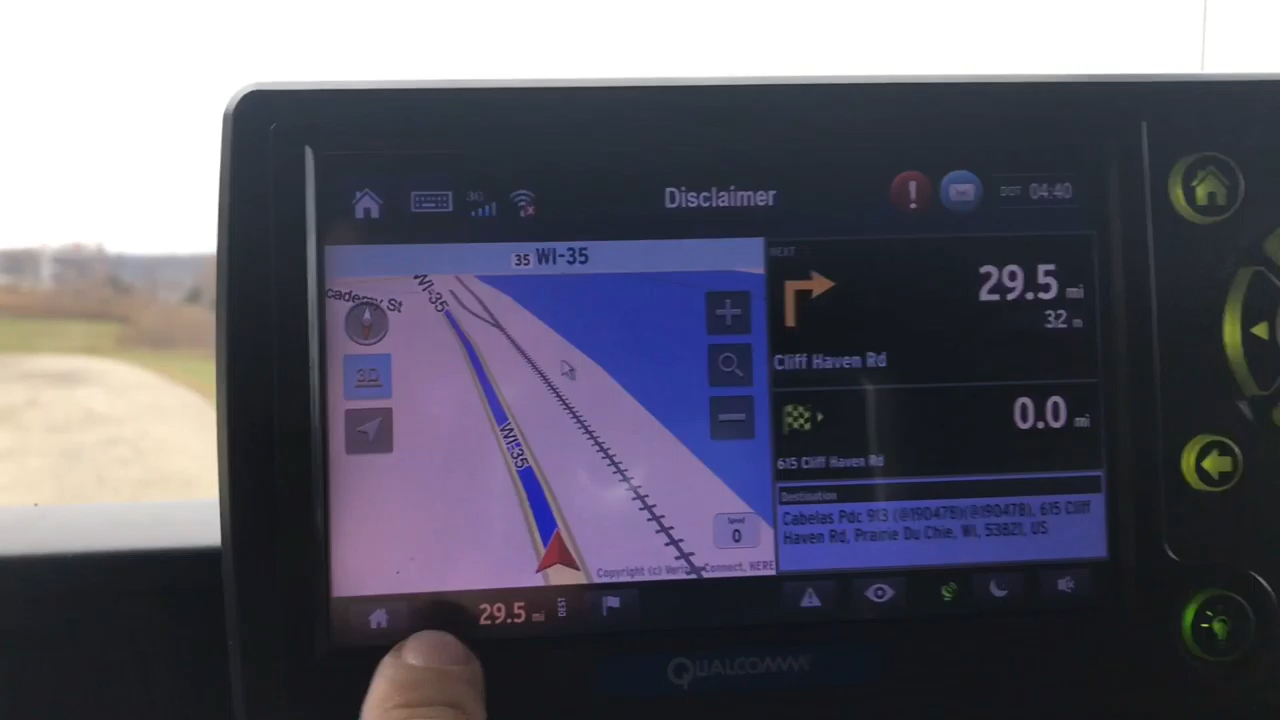 3G
Disclaimer
!
DOT 04:40
35 WI-35
WI-35
cademy St
3D
WI-35
Speed
0
Copyright (c) Verizon Connect, HERE
NEXT
29.5 mi
32 m
Cliff Haven Rd
0.0 mi
615 Cliff Haven Rd
Destination
Cabelas Pdc 913 (@190475)(@190478), 615 Cliff
Haven Rd, Prairie Du Chie, WI, 53821, US
29.5 mi DEST
QUALCOMM